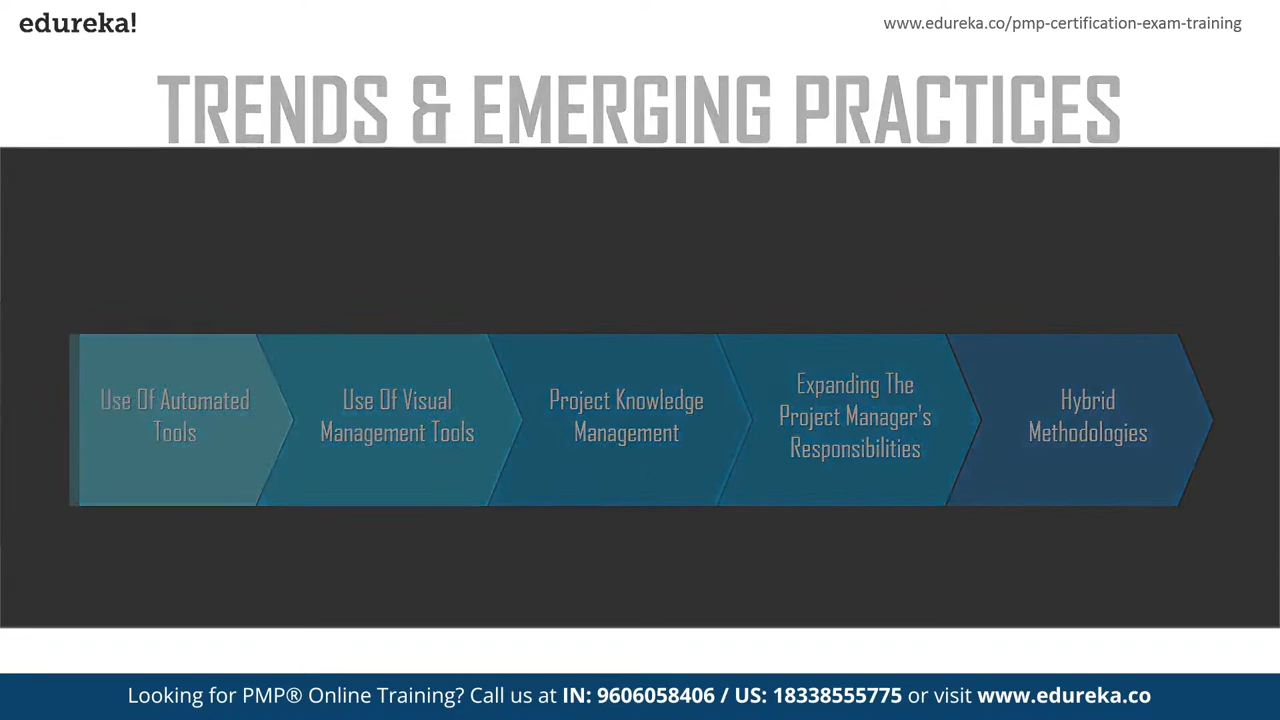 edureka!
www.edureka.co/pmp-certification-exam-training
TRENDS & EMERGING PRACTICES
Use Of Automated
Tools
Use Of Visual
Management Tools
Project Knowledge
Management
Expanding The
Project Manager's
Responsibilities
Hybrid
Methodologies
Looking for PMP® Online Training? Call us at IN: 9606058406 / US: 18338555775 or visit www.edureka.co